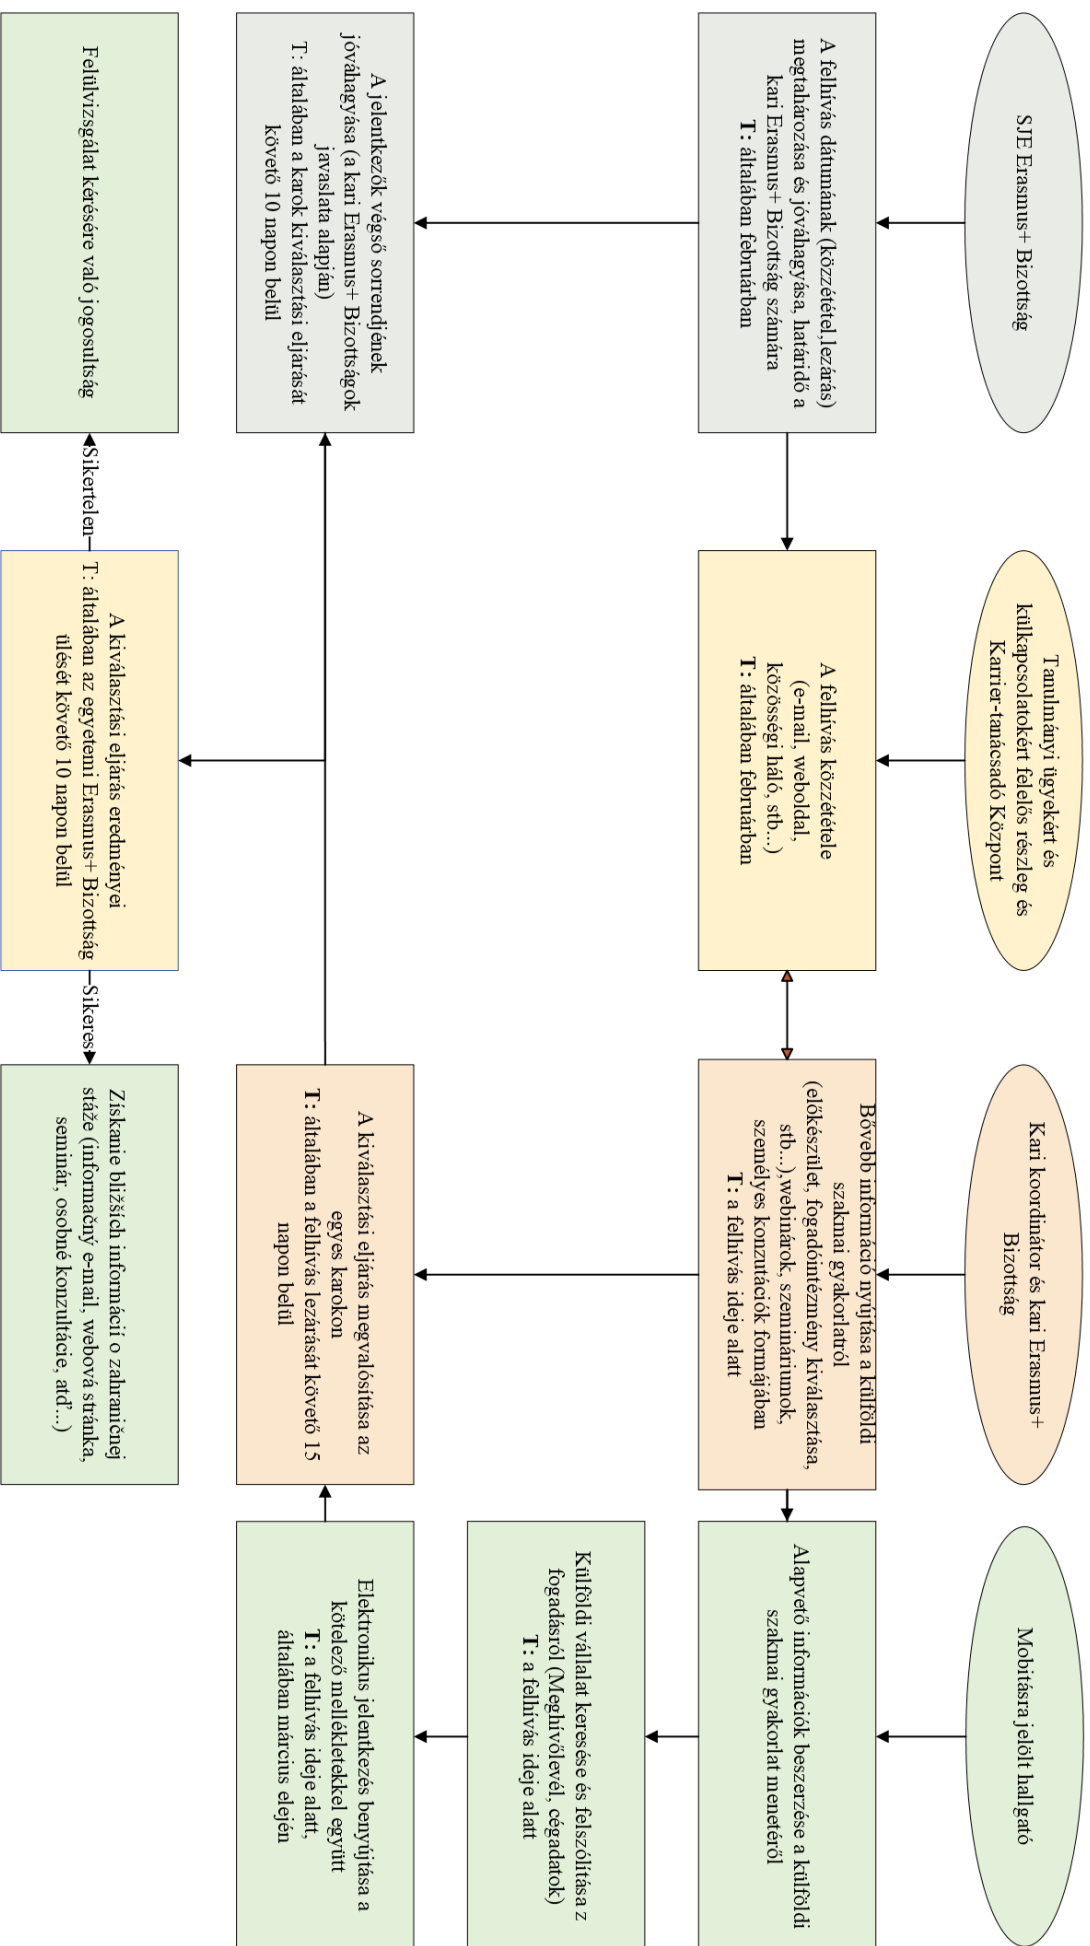 SJE Erasmus+ Bizottság
Tanulmányi ügyekért és
külkapcsolatokért felelős részleg és
Karrier-tanácsadó Központ
Kari koordinátor és kari Erasmus+
Bizottság
Mobitásra jelölt hallgató
A felhívás dátumának (közzététel,lezárás)
megtahározása és jóváhagyása, határidő a
kari Erasmus+ Bizottság számára
T: általában februárban
A felhívás közzététele
(e-mail, weboldal,
közösségi háló, stb...)
T: általában februárban
Bővebb információ nyújtása a külföldi
szakmai gyakorlatról
(előkészület, fogadóintézmény kiválasztása,
stb...),webinárok, szemináriumok,
személyes konzutációk formájában
T: a felhívás ideje alatt
Alapvető információk beszerzése a külföldi
szakmai gyakorlat menetéről
Külföldi vállalat keresése és felszólítása z
fogadásról (Meghívőlevél, cégadatok)
T: a felhívás ideje alatt
A jelentkezők végső sorrendjének
jóváhagyása (a kari Erasmus+ Bizottságok
javaslata alapján)
T: általában a karok kiválasztási eljárását
követő 10 napon belül
A kiválasztási eljárás megvalósítása az
egyes karokon
T: általában a felhívás lezárását követő 15
napon belül
Elektronikus jelentkezés benyújtása a
kötelező mellékletekkel együtt
T: a felhívás ideje alatt,
általában március elején
Felülvizsgálat kérésére való jogosultság
Sikertelen
A kiválasztási eljárás eredményei
T: általában az egyetemi Erasmus+ Bizottság
ülését követő 10 napon belül
Sikeres
Získanie bližších informácií o zahraničnej
stáže (informačný e-mail, webová stránka,
seminár, osobné konzultácie, atď...)